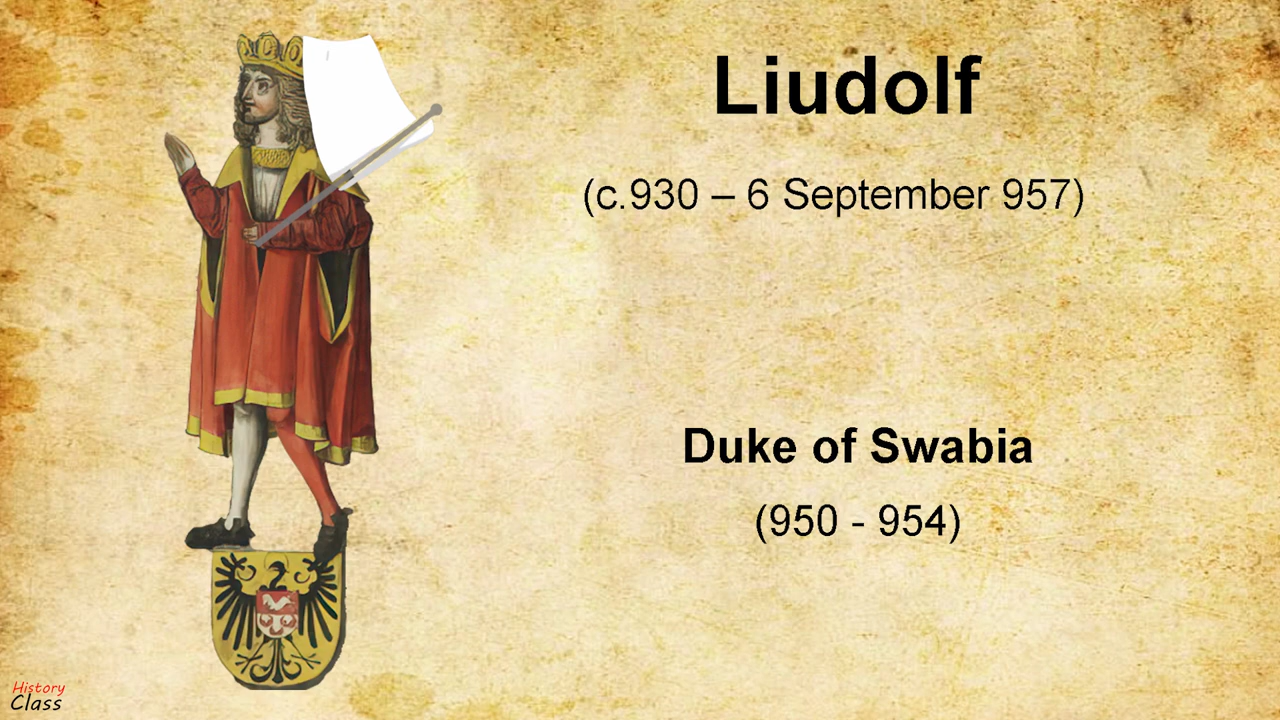 Liudolf
(c.930 – 6 September 957)
Duke of Swabia
(950 - 954)
History
Class